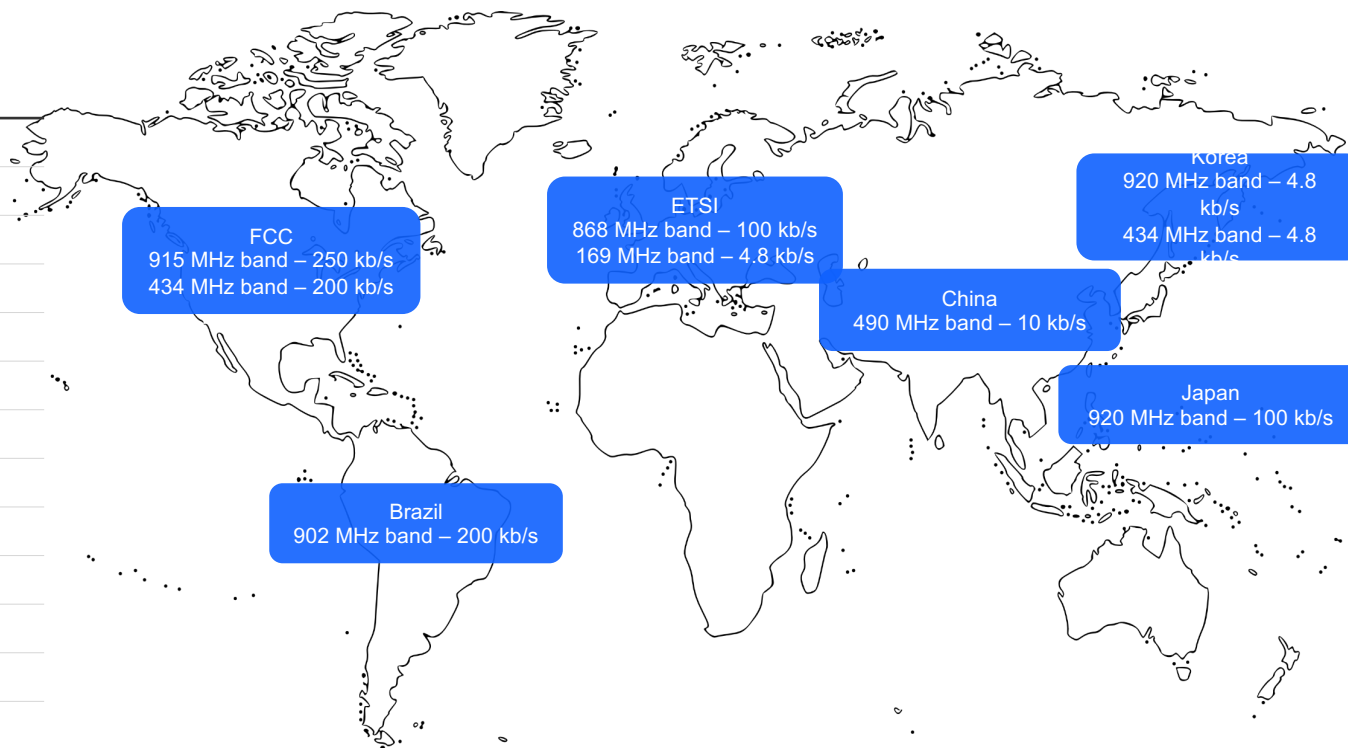 FCC
915 MHz band – 250 kb/s
434 MHz band – 200 kb/s
ETSI
868 MHz band – 100 kb/s
169 MHz band – 4.8 kb/s
Korea
920 MHz band – 4.8
kb/s
434 MHz band – 4.8
kb/s
China
490 MHz band – 10 kb/s
Japan
920 MHz band – 100 kb/s
Brazil
902 MHz band – 200 kb/s